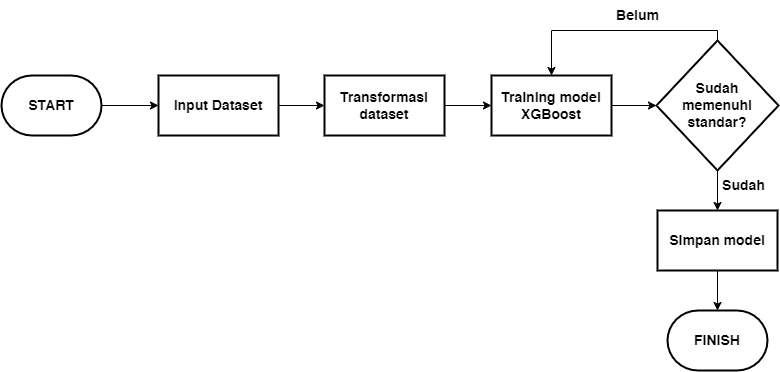 Belum
START
Input Dataset
Transformasi
dataset
Training model
XGBoost
Sudah
memenuhi
standar?
Sudah
Simpan model
FINISH